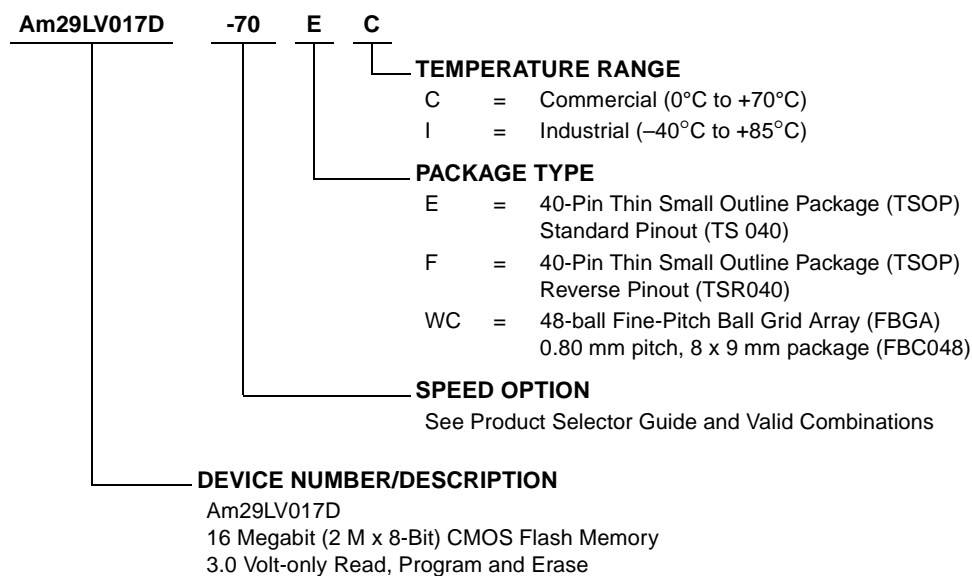 Am29LV017D -70 E C
TEMPERATURE RANGE
C = Commercial (0°C to +70°C)
I = Industrial (–40°C to +85°C)
PACKAGE TYPE
E = 40-Pin Thin Small Outline Package (TSOP)
Standard Pinout (TS 040)
F = 40-Pin Thin Small Outline Package (TSOP)
Reverse Pinout (TSR040)
WC = 48-ball Fine-Pitch Ball Grid Array (FBGA)
0.80 mm pitch, 8 x 9 mm package (FBC048)
SPEED OPTION
See Product Selector Guide and Valid Combinations
DEVICE NUMBER/DESCRIPTION
Am29LV017D
16 Megabit (2 M x 8-Bit) CMOS Flash Memory
3.0 Volt-only Read, Program and Erase